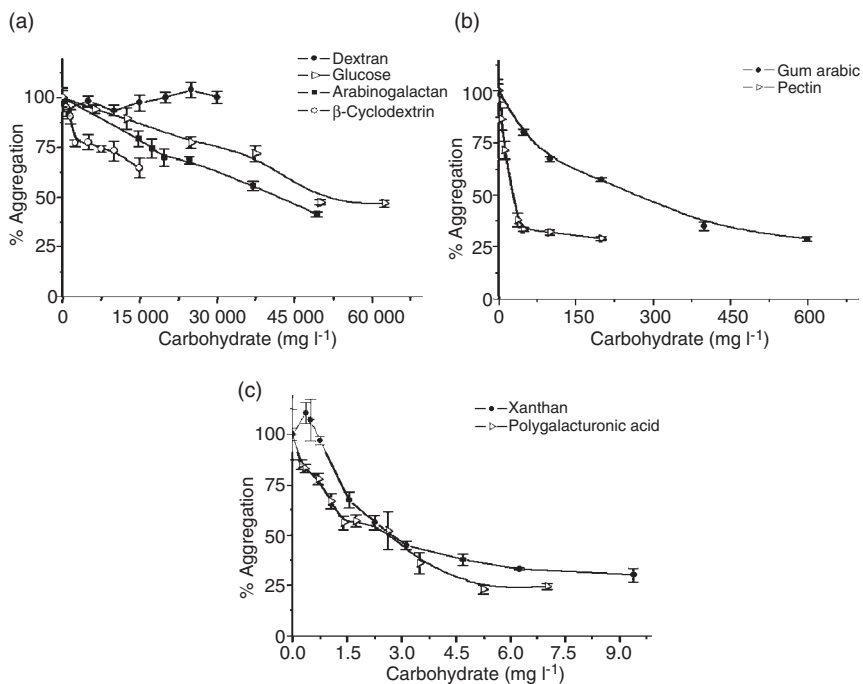 (a)
Dextran
Glucose
Arabinogalactan
β-Cyclodextrin
125
100
75
50
25
0
% Aggregation
0 15 000 30 000 45 000 60 000
Carbohydrate (mg l⁻¹)
(b)
Gum arabic
Pectin
125
100
75
50
25
0
% Aggregation
0 150 300 450 600
Carbohydrate (mg l⁻¹)
(c)
Xanthan
Polygalacturonic acid
125
100
75
50
25
0
% Aggregation
0.0 1.5 3.0 4.5 6.0 7.5 9.0
Carbohydrate (mg l⁻¹)